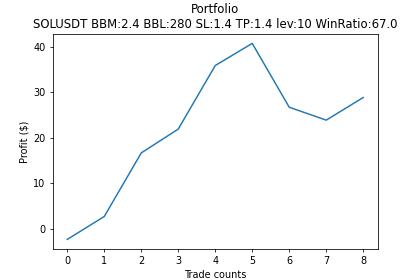 Portfolio
SOLUSDT BBM:2.4 BBL:280 SL:1.4 TP:1.4 lev:10 WinRatio:67.0
40
30
20
10
0
Profit ($)
0 1 2 3 4 5 6 7 8
Trade counts